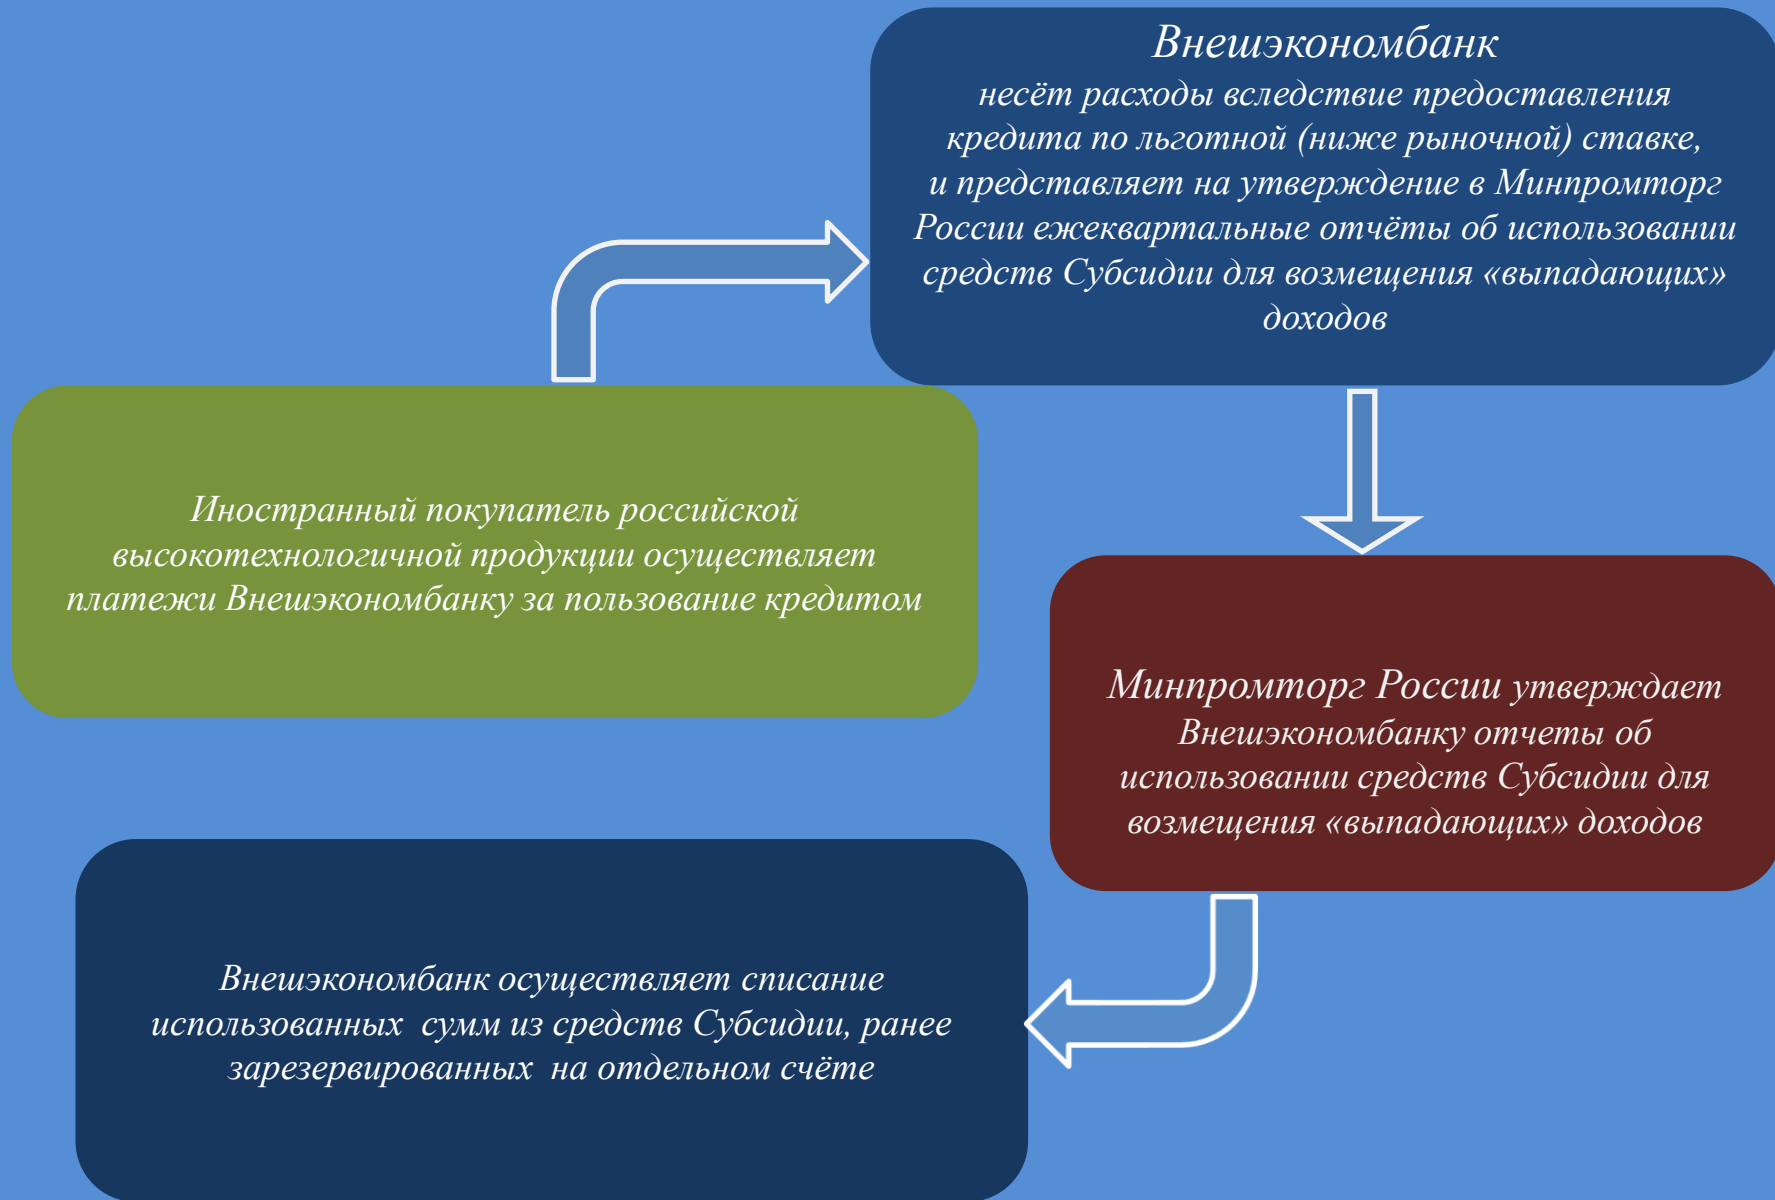 Внешэкономбанк
несёт расходы вследствие предоставления
кредита по льготной (ниже рыночной) ставке,
и представляет на утверждение в Минпромторг
России ежеквартальные отчёты об использовании
средств Субсидии для возмещения «выпадающих»
доходов
Иностранный покупатель российской
высокотехнологичной продукции осуществляет
платежи Внешэкономбанку за пользование кредитом
Минпромторг России утверждает
Внешэкономбанку отчеты об
использовании средств Субсидии для
возмещения «выпадающих» доходов
Внешэкономбанк осуществляет списание
использованных сумм из средств Субсидии, ранее
зарезервированных на отдельном счёте